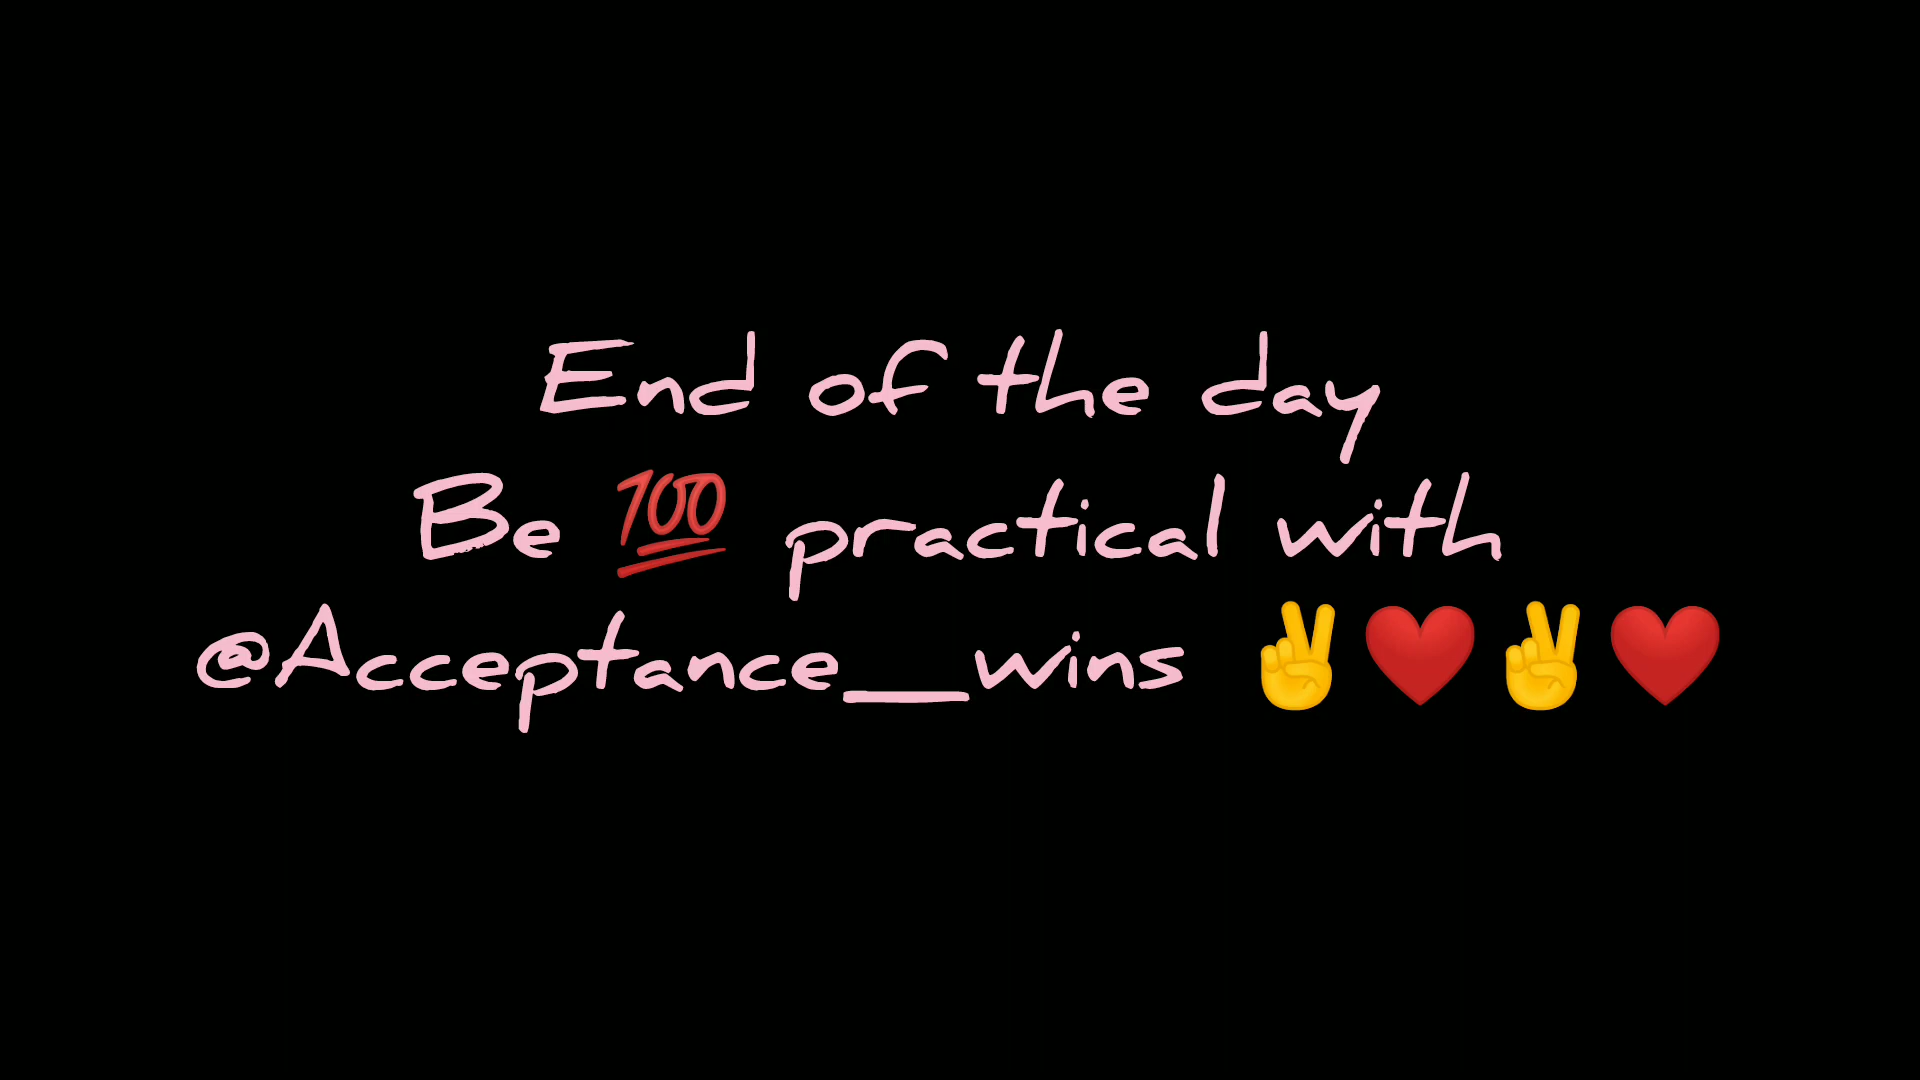 End of the day
Be 💯 practical with
@Acceptance__wins ✌️❤️✌️❤️